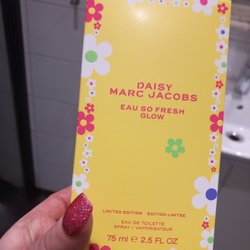 DAISY
MARC JACOBS
EAU SO FRESH
GLOW
LIMITED EDITION · EDITION LIMITÉE
EAU DE TOILETTE
SPRAY / VAPORISATEUR
75 ml ℮ 2.5 FL OZ